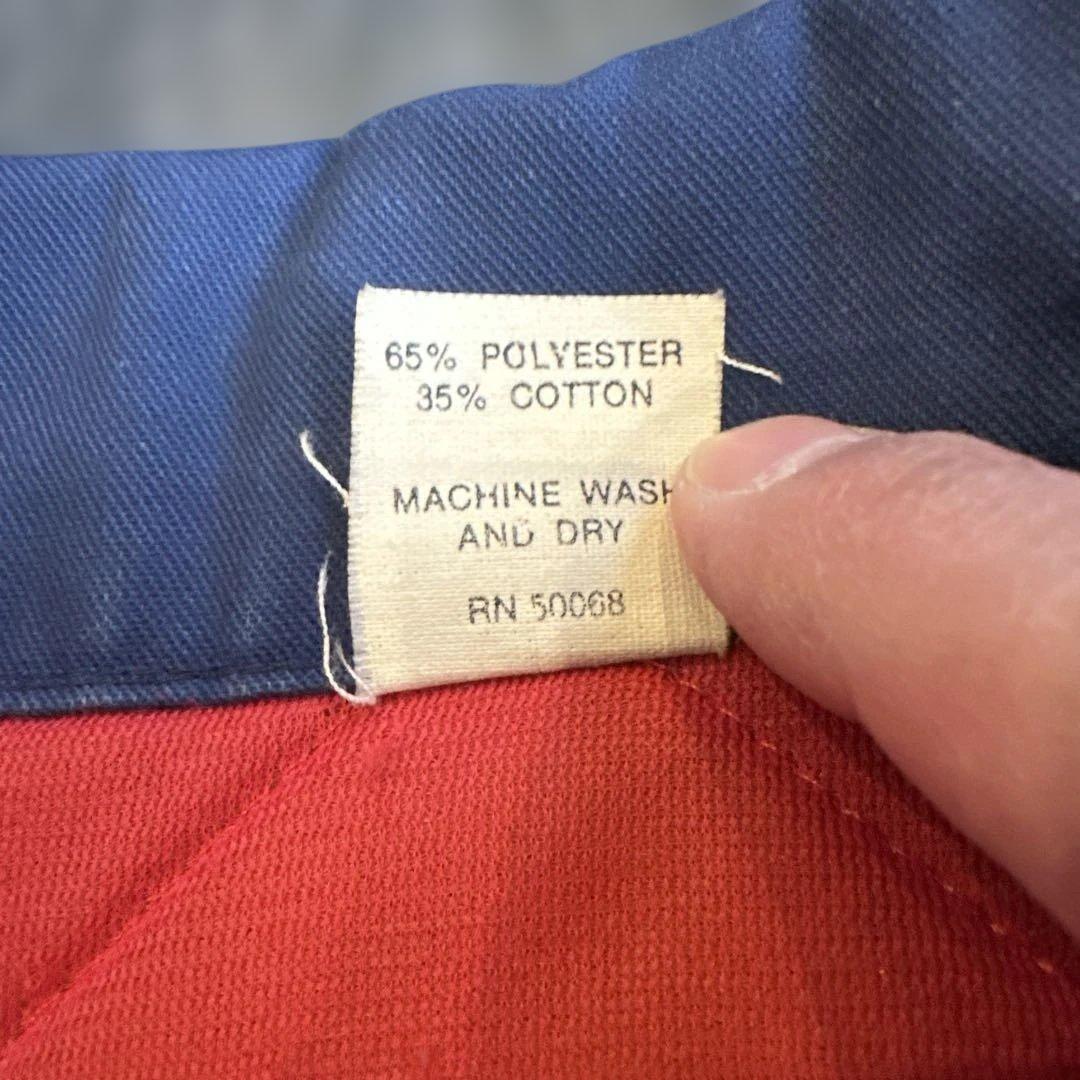 65% POLYESTER
35% COTTON
MACHINE WASH
AND DRY
RN 50068